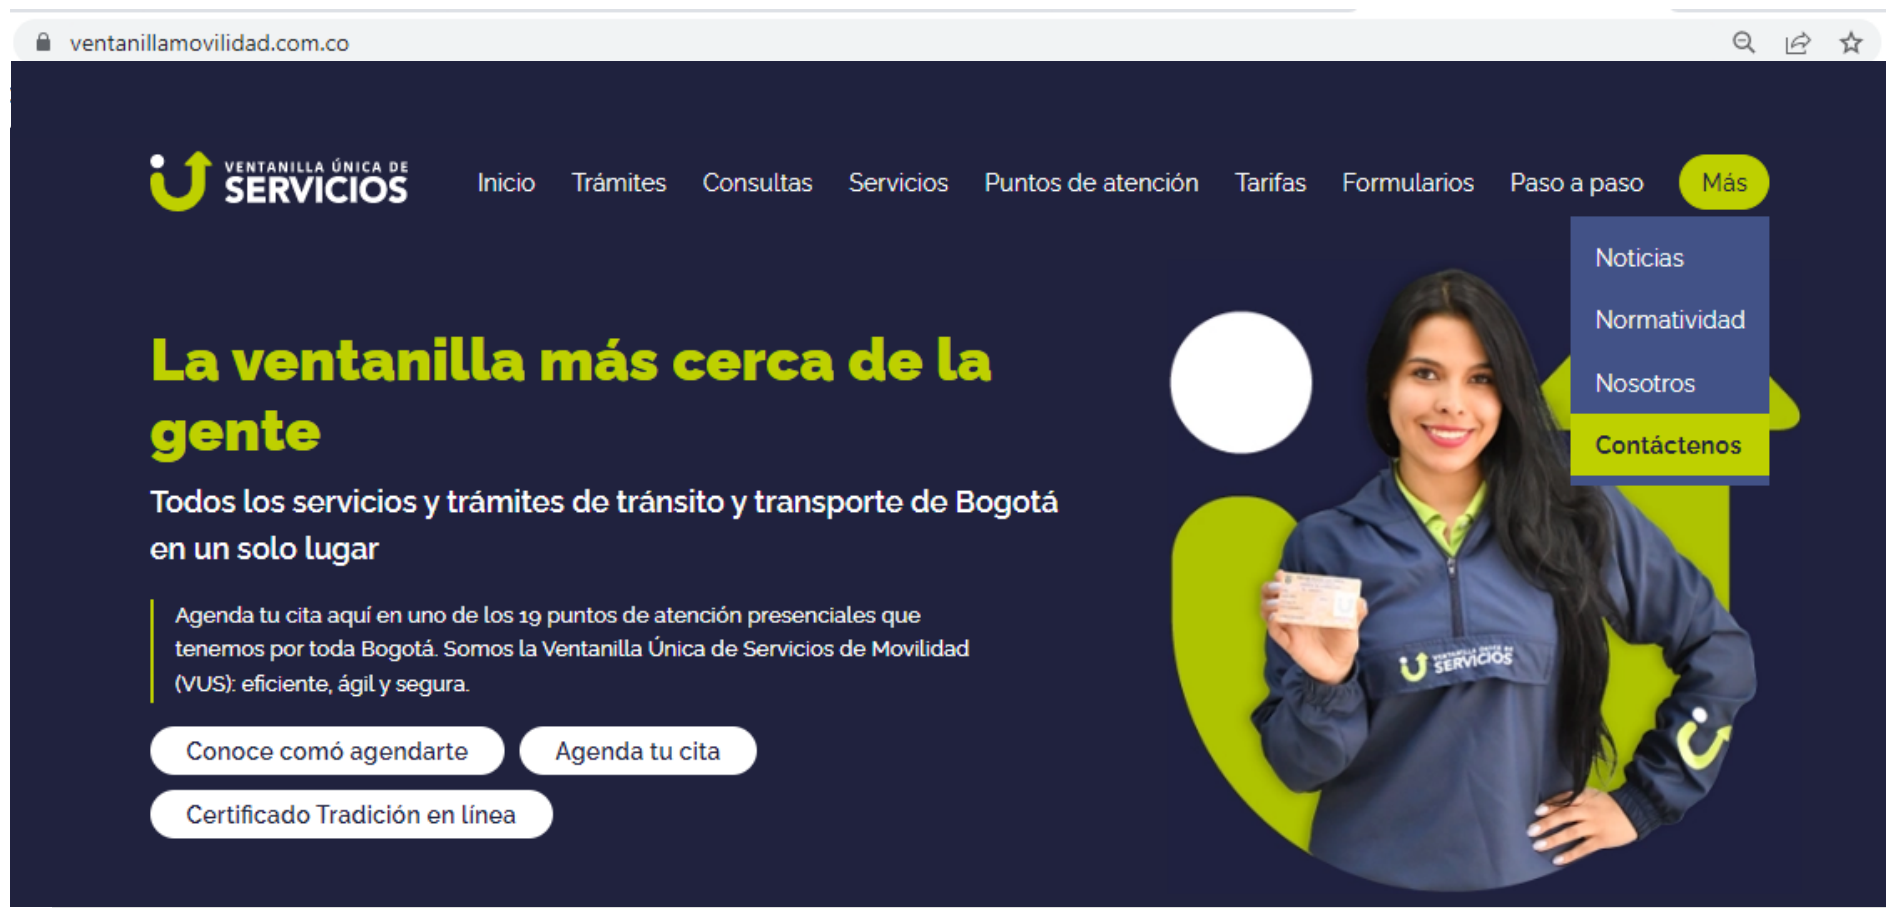 ventanillamovilidad.com.co
VENTANILLA ÚNICA DE
SERVICIOS
Inicio
Trámites
Consultas
Servicios
Puntos de atención
Tarifas
Formularios
Paso a paso
Más
Noticias
Normatividad
Nosotros
Contáctenos
La ventanilla más cerca de la
gente
Todos los servicios y trámites de tránsito y transporte de Bogotá
en un solo lugar
Agenda tu cita aquí en uno de los 19 puntos de atención presenciales que
tenemos por toda Bogotá. Somos la Ventanilla Única de Servicios de Movilidad
(VUS): eficiente, ágil y segura.
Conoce comó agendarte
Agenda tu cita
Certificado Tradición en línea
VENTANILLA ÚNICA DE
SERVICIOS